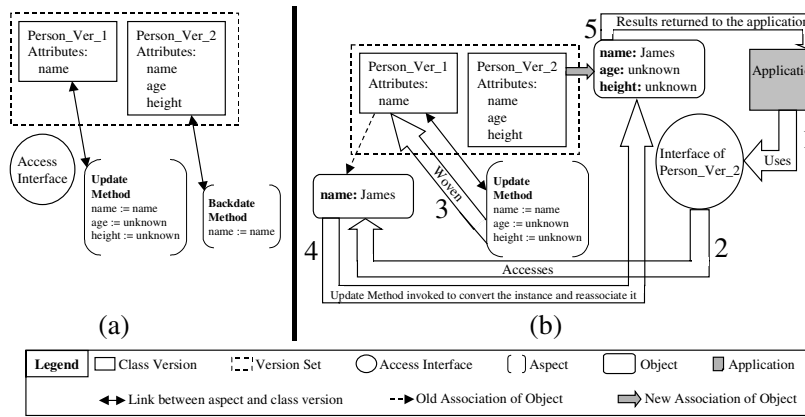 Person_Ver_1
Attributes:
name
Person_Ver_2
Attributes:
name
age
height
Access
Interface
Update
Method
name := name
age := unknown
height := unknown
Backdate
Method
name := name
(a)
5
Results returned to the application
name: James
age: unknown
height: unknown
Application
Person_Ver_1
Attributes:
name
Person_Ver_2
Attributes:
name
age
height
Interface of
Person_Ver_2
Uses
Woven
3
Update
Method
name := name
age := unknown
height := unknown
name: James
4
2
Accesses
Update Method invoked to convert the instance and reassociate it
(b)
Legend
Class Version
Version Set
Access Interface
Aspect
Object
Application
Link between aspect and class version
Old Association of Object
New Association of Object